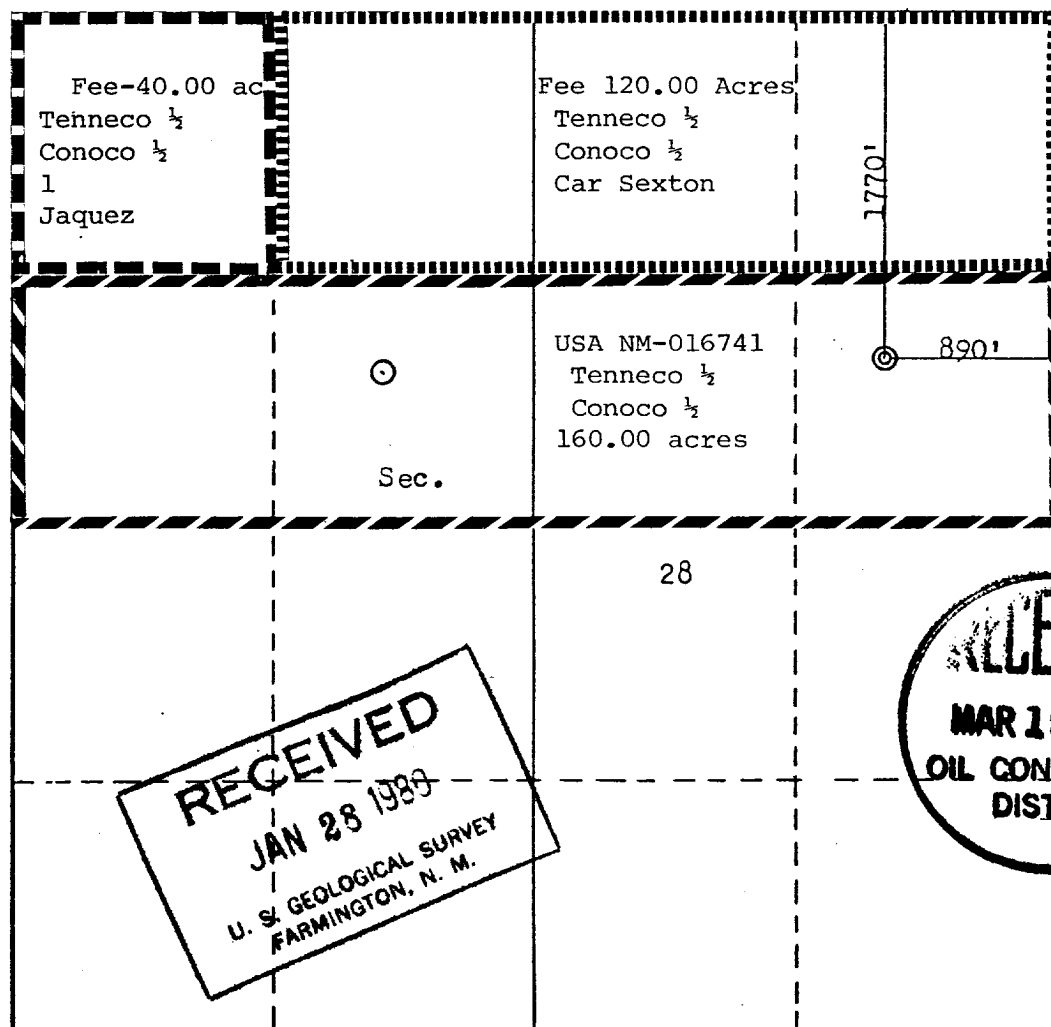 Fee-40.00 ac
Tenneco ½
Conoco ½
1
Jaquez
Fee 120.00 Acres
Tenneco ½
Conoco ½
Car Sexton
1770'
USA NM-016741
Tenneco ½
Conoco ½
160.00 acres
890'
Sec.
28
RECEIVED
JAN 28 1980
U. S. GEOLOGICAL SURVEY
FARMINGTON, N. M.
MAR 1
OIL CON
DIST